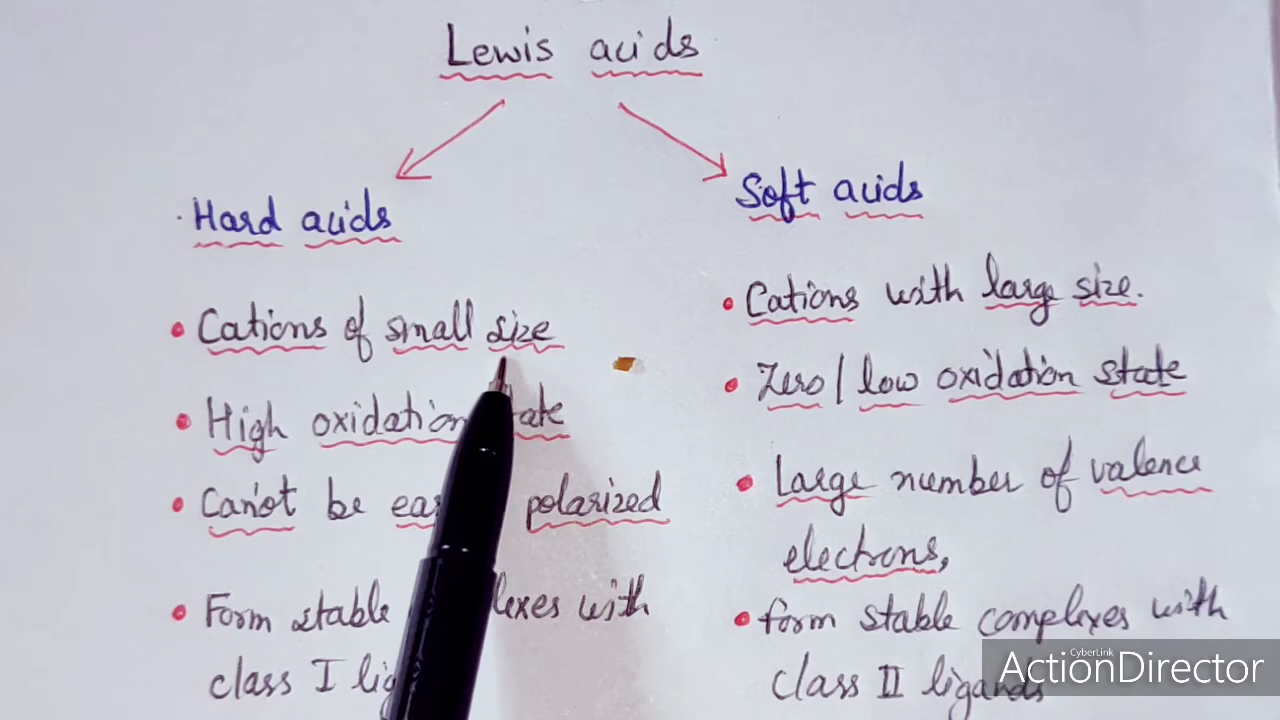 Lewis acids
Hard acids
Soft acids
• Cations of small size
• High oxidation
• Can'ot be polarized
• Form stable with
class I
• Cations with large size.
• Zero/low oxidation state
• Large number of valence
electrons,
• form stable complexes with
class II ligands
CyberLink
ActionDirector